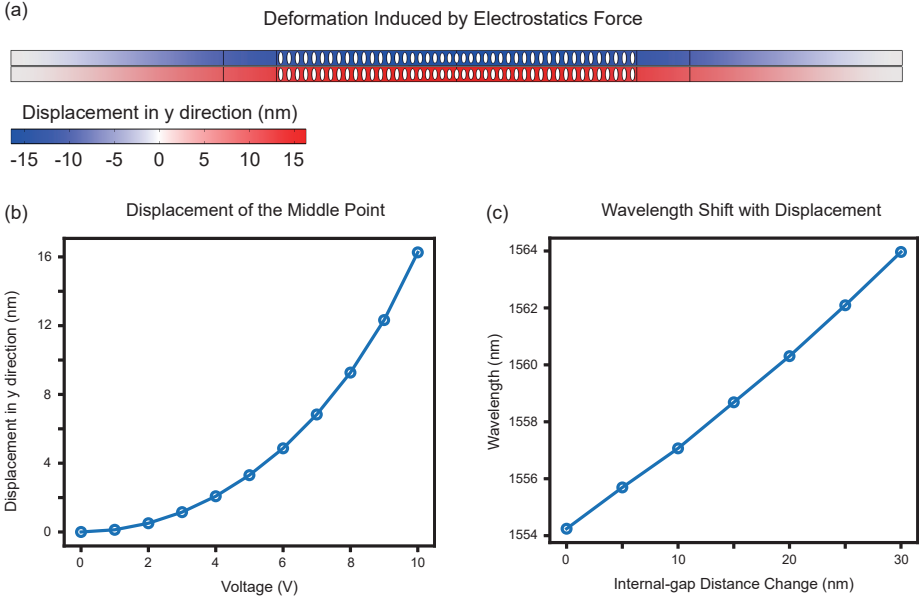 (a)
Deformation Induced by Electrostatics Force
Displacement in y direction (nm)
-15 -10 -5 0 5 10 15
(b)
Displacement of the Middle Point
Displacement in y direction (nm)
16
12
8
4
0
0 2 4 6 8 10
Voltage (V)
(c)
Wavelength Shift with Displacement
Wavelength (nm)
1564
1562
1560
1558
1556
1554
0 10 20 30
Internal-gap Distance Change (nm)